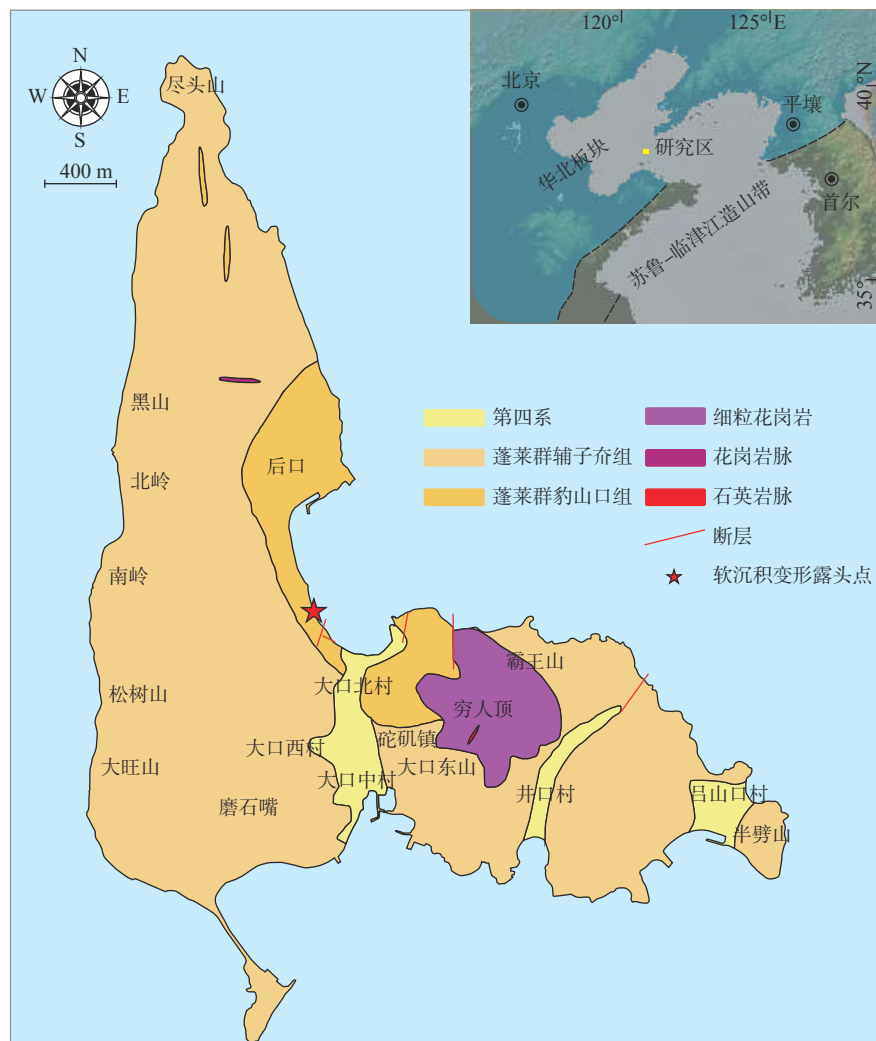 N
W E
S
400 m
120° 125°E
40°N
35°
北京
平壤
华北板块
研究区
首尔
苏鲁-临津江造山带
尽头山
黑山
后口
北岭
南岭
松树山
大旺山
大口北村
大口西村
大口中村
磨石嘴
砣矶镇
大口东山
穷人顶
霸王山
井口村
吕山口村
半劈山
第四系
蓬莱群辅子夼组
蓬莱群豹山口组
细粒花岗岩
花岗岩脉
石英岩脉
断层
软沉积变形露头点